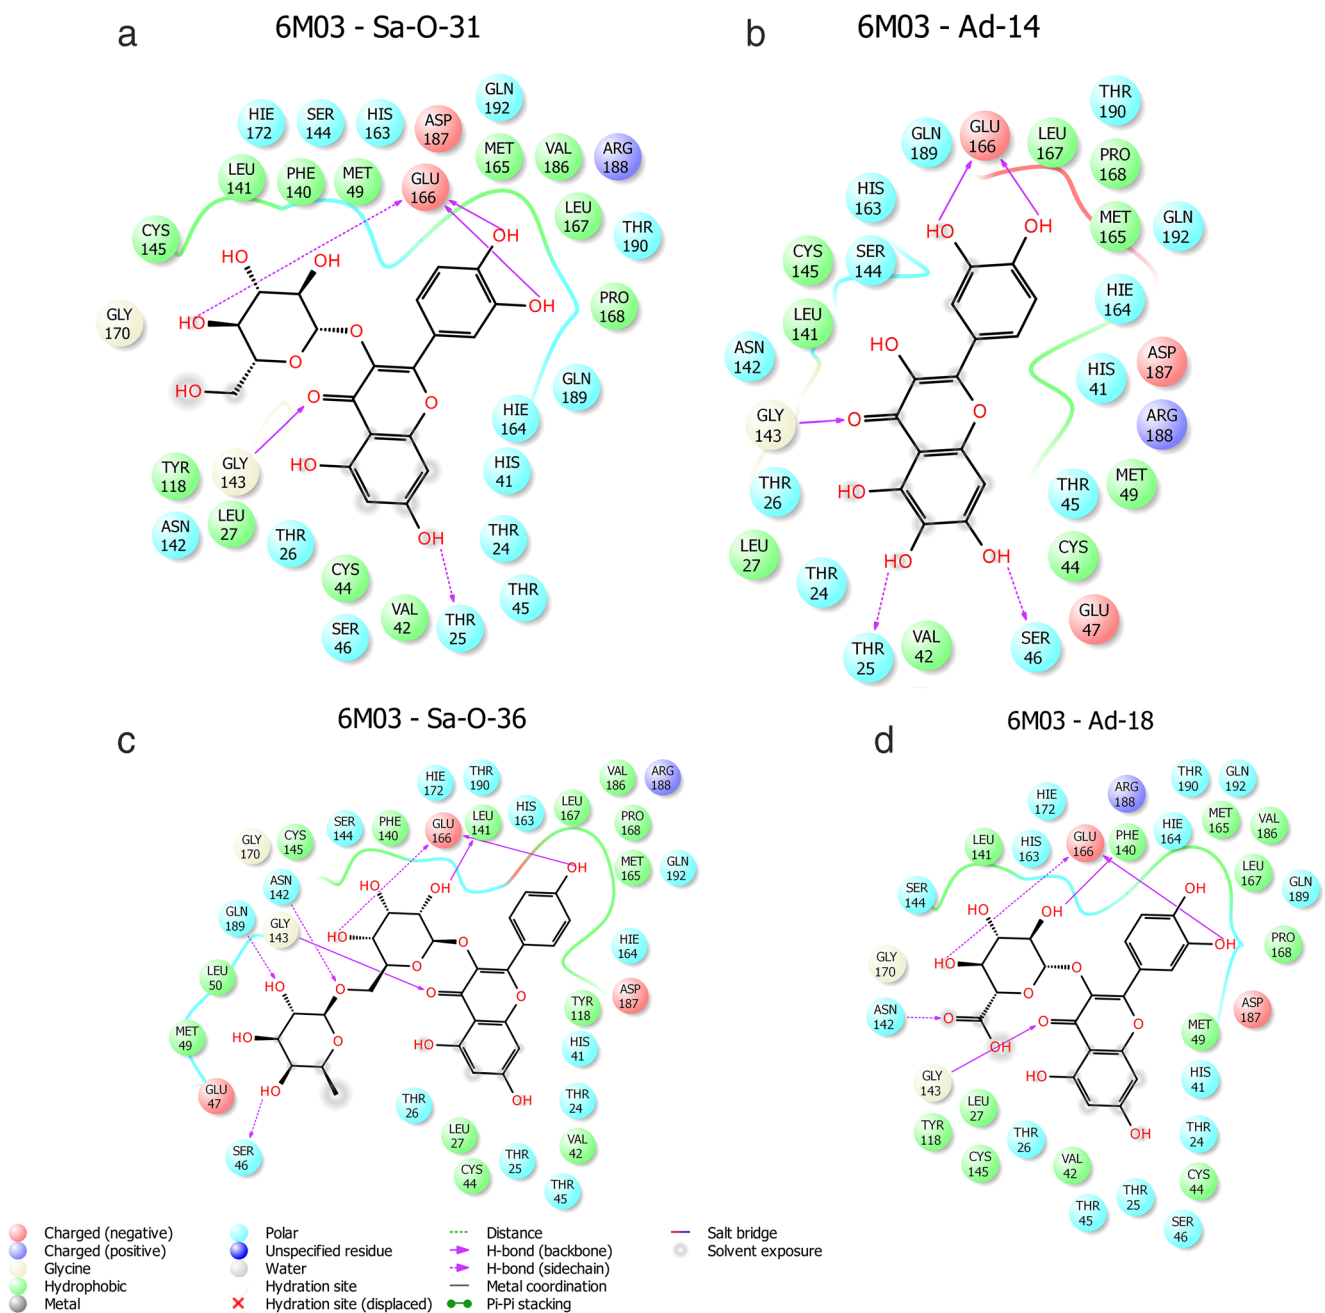 a
6M03 - Sa-O-31
HIE
172
SER
144
HIS
163
ASP
187
GLN
192
LEU
141
PHE
140
MET
49
GLU
166
MET
165
VAL
186
ARG
188
CYS
145
LEU
167
THR
190
HO
OH
OH
OH
GLY
170
HO
O
O
PRO
168
HO
O
O
GLN
189
HIE
164
TYR
118
GLY
143
HO
HIS
41
ASN
142
LEU
27
THR
26
OH
THR
24
CYS
44
THR
45
SER
46
VAL
42
THR
25
b
6M03 - Ad-14
THR
190
GLN
189
GLU
166
LEU
167
PRO
168
HIS
163
MET
165
GLN
192
HO
OH
CYS
145
SER
144
HIE
164
LEU
141
ASN
142
HO
HIS
41
ASP
187
GLY
143
O
O
ARG
188
THR
26
HO
THR
45
MET
49
LEU
27
THR
24
HO
OH
CYS
44
GLU
47
THR
25
VAL
42
SER
46
c
6M03 - Sa-O-36
HIE
172
THR
190
VAL
186
ARG
188
GLY
170
CYS
145
SER
144
PHE
140
GLU
166
LEU
141
HIS
163
LEU
167
PRO
168
ASN
142
MET
165
GLN
192
HO
OH
OH
GLN
189
GLY
143
HO
O
HIE
164
LEU
50
HO
O
O
O
O
ASP
187
TYR
118
MET
49
HO
O
HO
HIS
41
GLU
47
HO
OH
THR
26
THR
24
SER
46
LEU
27
VAL
42
CYS
44
THR
25
THR
45
d
6M03 - Ad-18
HIE
172
ARG
188
THR
190
GLN
192
LEU
141
HIS
163
GLU
166
PHE
140
HIE
164
MET
165
VAL
186
SER
144
LEU
167
GLN
189
HO
OH
OH
GLY
170
HO
O
OH
PRO
168
ASN
142
O
O
O
O
ASP
187
OH
MET
49
GLY
143
HO
HIS
41
TYR
118
LEU
27
THR
26
OH
THR
24
CYS
145
VAL
42
CYS
44
THR
45
THR
25
SER
46
Charged (negative)
Charged (positive)
Glycine
Hydrophobic
Metal
Polar
Unspecified residue
Water
Hydration site
Hydration site (displaced)
Distance
H-bond (backbone)
H-bond (sidechain)
Metal coordination
Pi-Pi stacking
Salt bridge
Solvent exposure